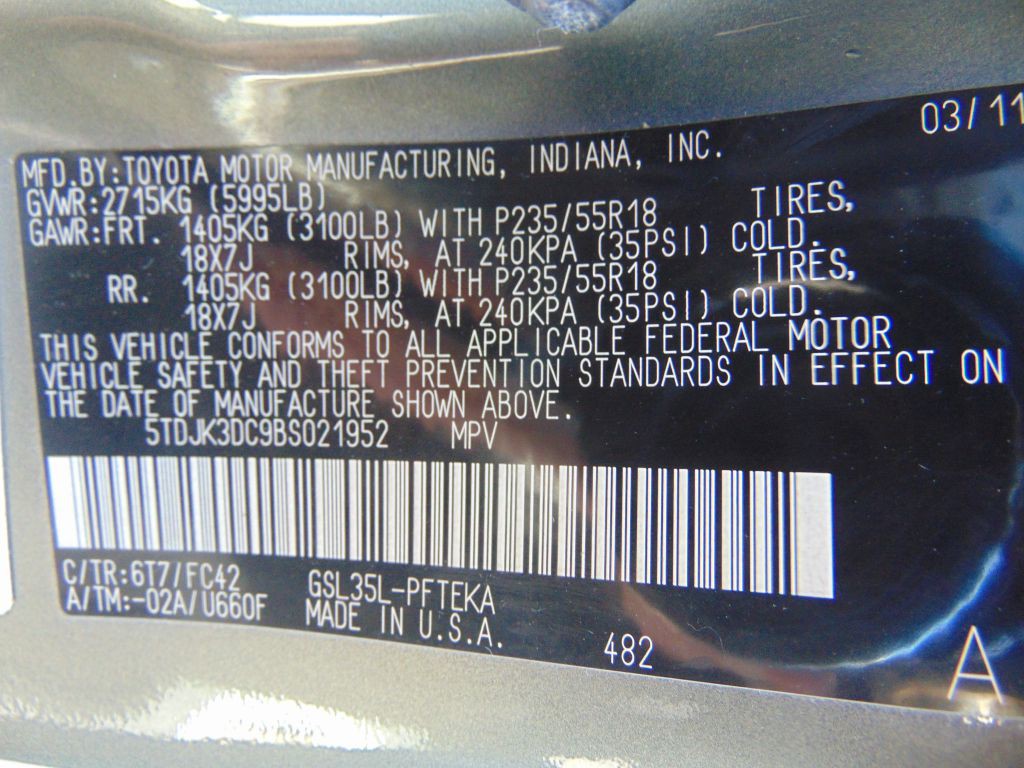 03/11
MFD.BY:TOYOTA MOTOR MANUFACTURING, INDIANA, INC.
GVWR:2715KG (5995LB)
GAWR:FRT. 1405KG (3100LB) WITH P235/55R18 TIRES,
18X7J RIMS, AT 240KPA (35PSI) COLD.
RR. 1405KG (3100LB) WITH P235/55R18 TIRES,
18X7J RIMS, AT 240KPA (35PSI) COLD.
THIS VEHICLE CONFORMS TO ALL APPLICABLE FEDERAL MOTOR
VEHICLE SAFETY AND THEFT PREVENTION STANDARDS IN EFFECT ON
THE DATE OF MANUFACTURE SHOWN ABOVE.
5TDJK3DC9BS021952 MPV
C/TR:6T7/FC42 GSL35L-PFTEKA
A/TM:-02A/U660F MADE IN U.S.A.
482
A